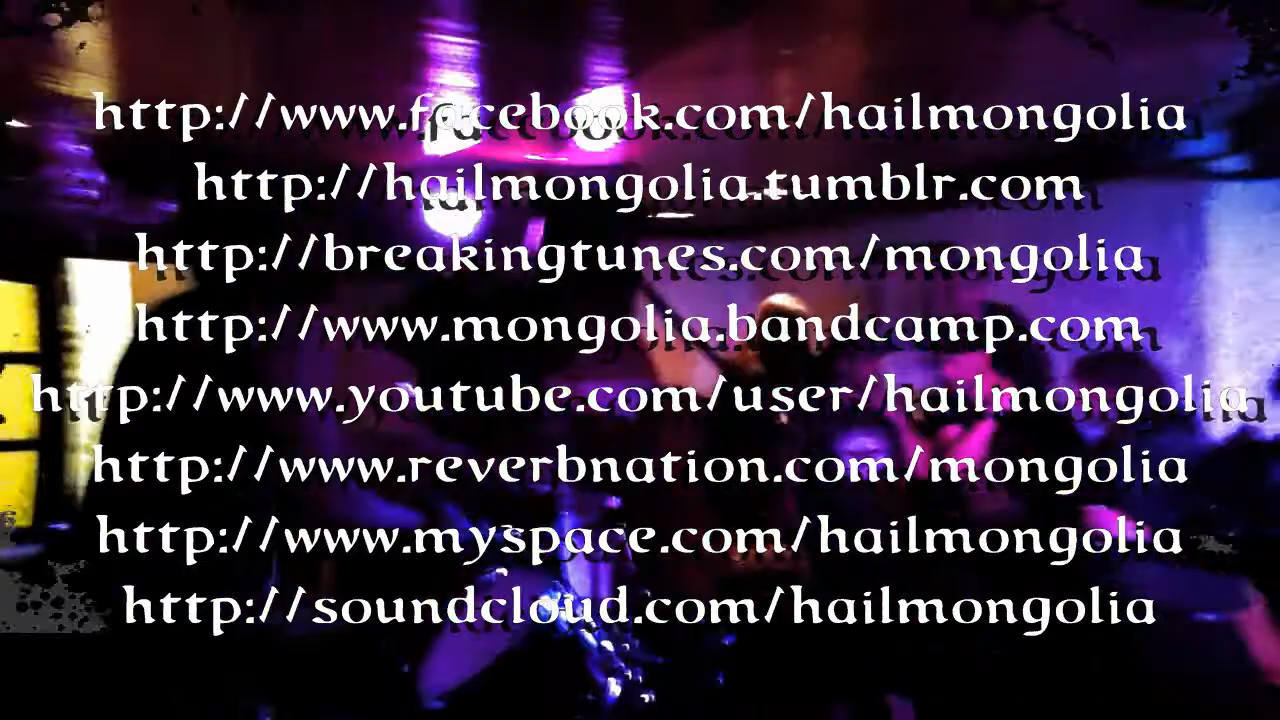 http://www.facebook.com/hailmongolia
http://hailmongolia.tumblr.com
http://breakingtunes.com/mongolia
http://www.mongolia.bandcamp.com
http://www.youtube.com/user/hailmongolia
http://www.reverbnation.com/mongolia
http://www.myspace.com/hailmongolia
http://soundcloud.com/hailmongolia